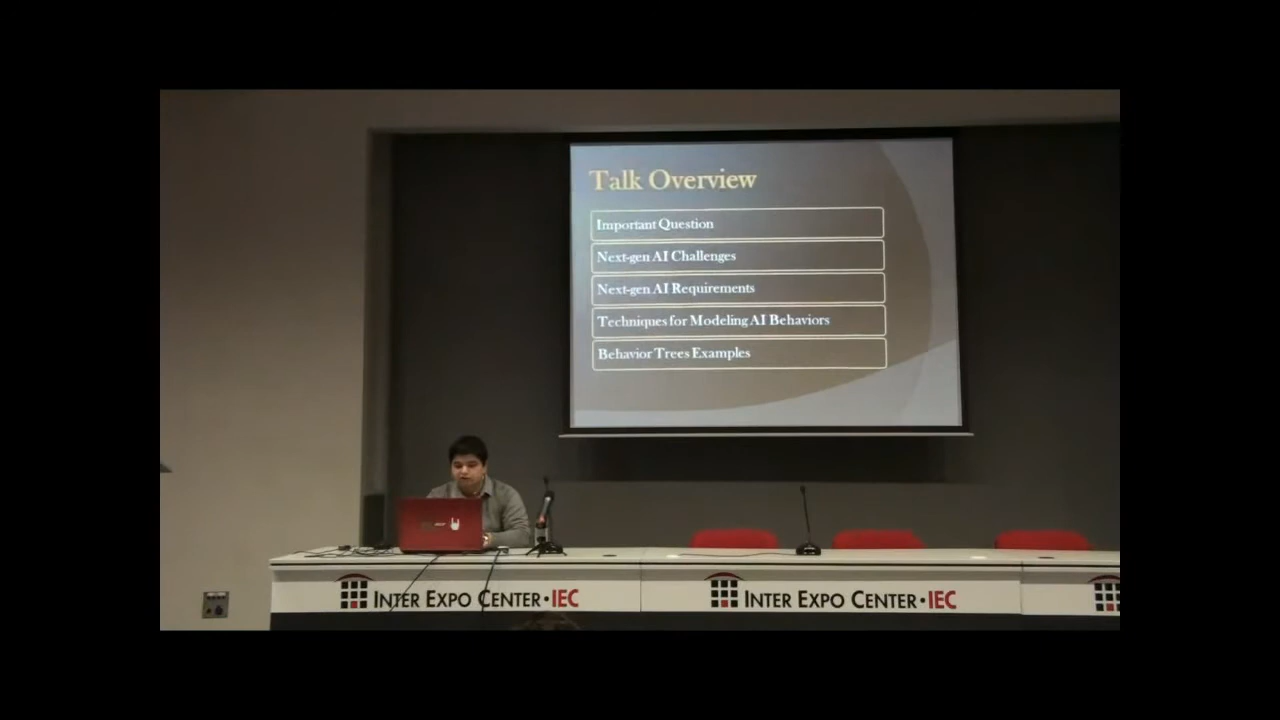 Talk Overview
Important Question
Next-gen AI Challenges
Next-gen AI Requirements
Techniques for Modeling AI Behaviors
Behavior Trees Examples
INTER EXPO CENTER•IEC
INTER EXPO CENTER•IEC